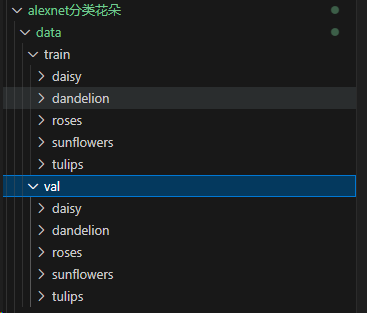 alexnet分类花朵
data
train
daisy
dandelion
roses
sunflowers
tulips
val
daisy
dandelion
roses
sunflowers
tulips